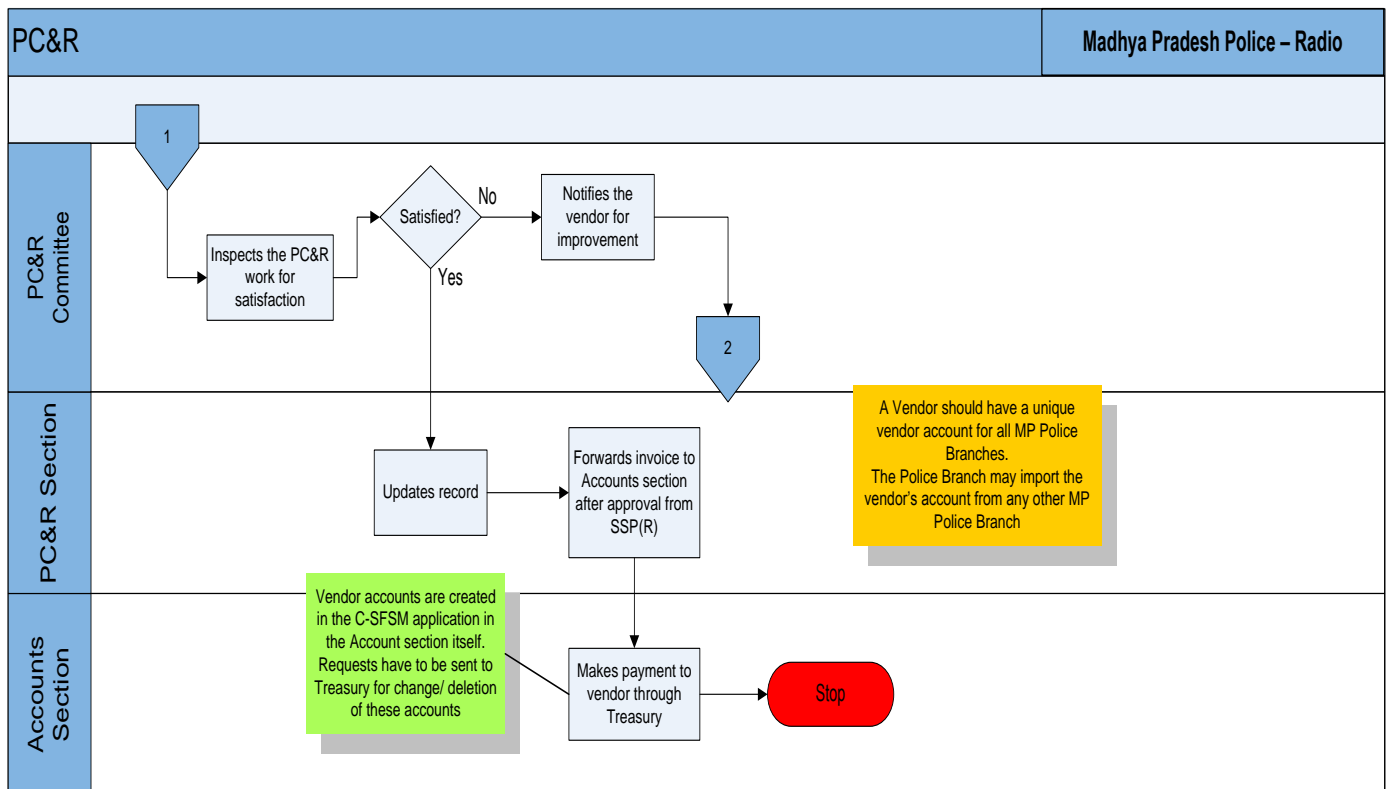 PC&R
Madhya Pradesh Police – Radio
1
PC&R
Committee
Inspects the PC&R
work for
satisfaction
Satisfied?
No
Yes
Notifies the
vendor for
improvement
2
PC&R Section
Updates record
Forwards invoice to
Accounts section
after approval from
SSP(R)
A Vendor should have a unique
vendor account for all MP Police
Branches.
The Police Branch may import the
vendor's account from any other MP
Police Branch
Accounts
Section
Vendor accounts are created
in the C-SFSM application in
the Account section itself.
Requests have to be sent to
Treasury for change/ deletion
of these accounts
Makes payment to
vendor through
Treasury
Stop